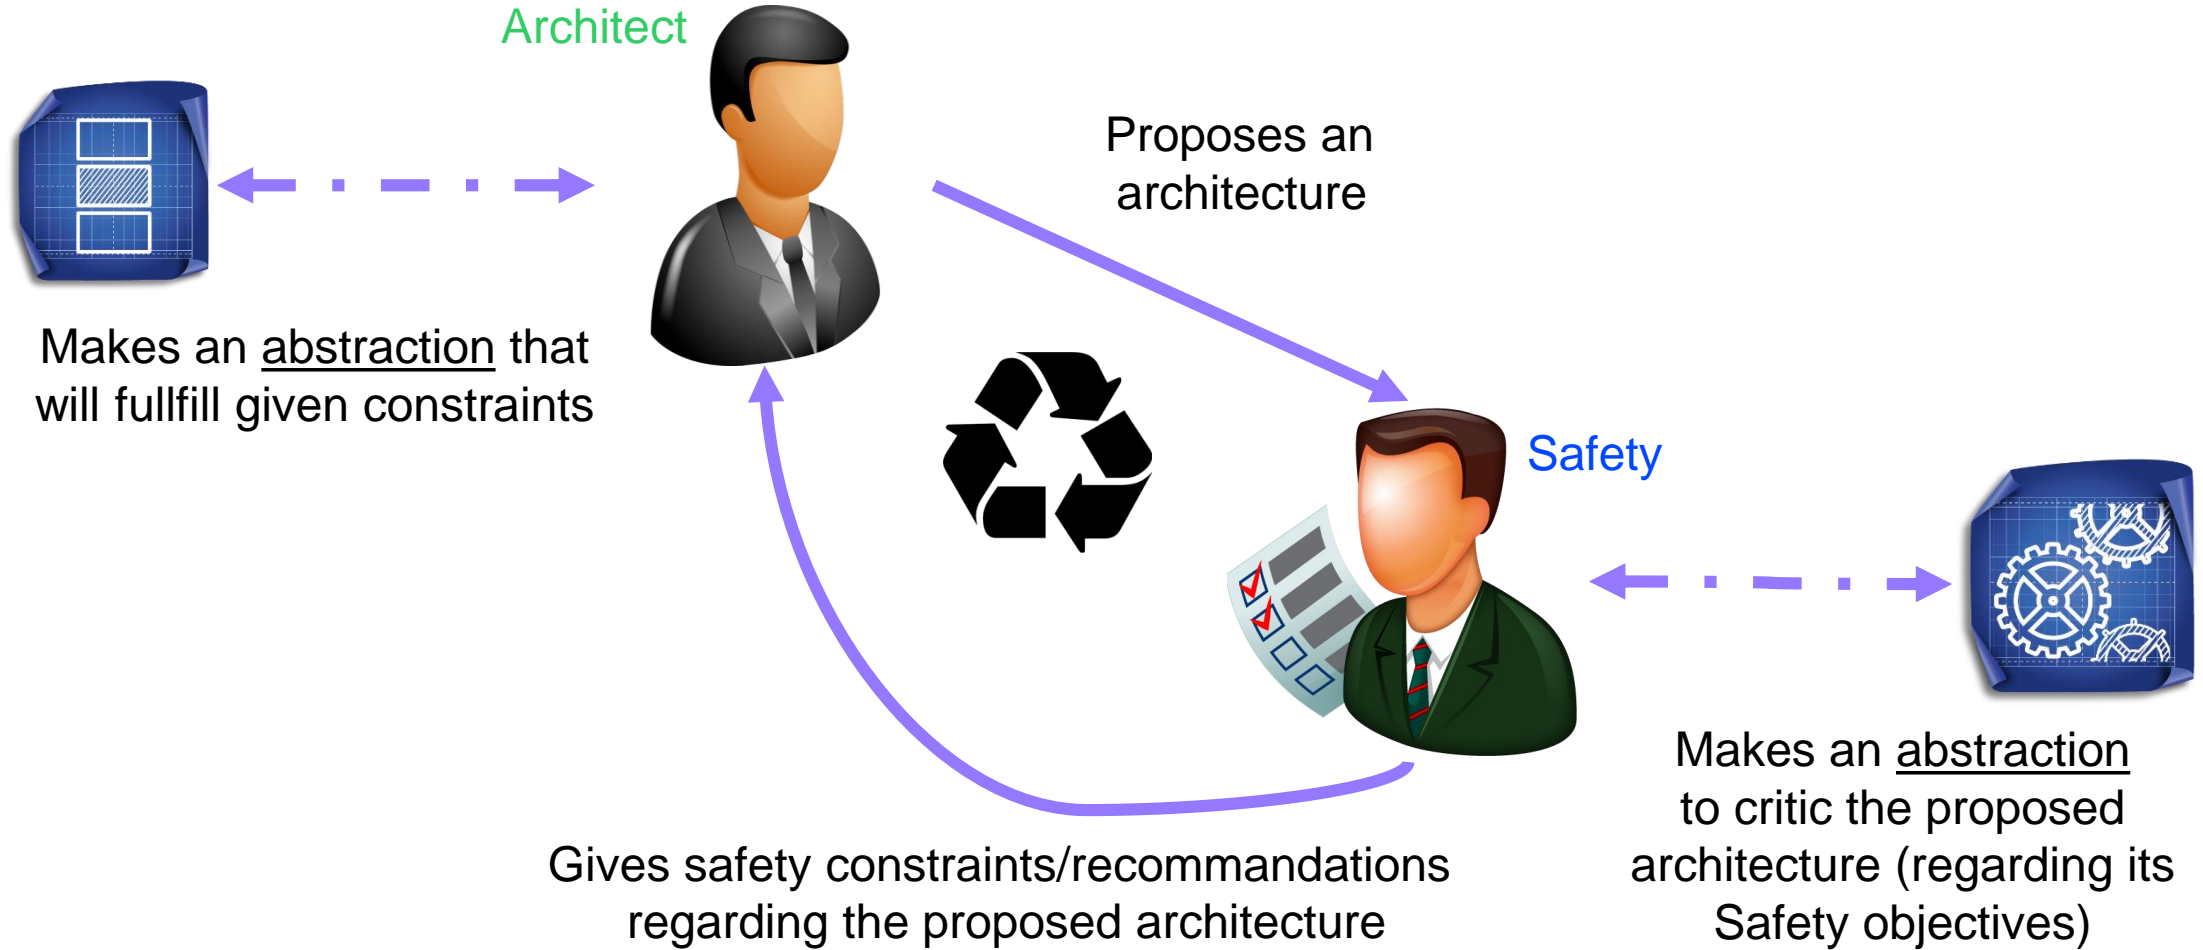 Architect
Proposes an
architecture
Makes an abstraction that
will fullfill given constraints
Safety
Makes an abstraction
to critic the proposed
architecture (regarding its
Safety objectives)
Gives safety constraints/recommandations
regarding the proposed architecture